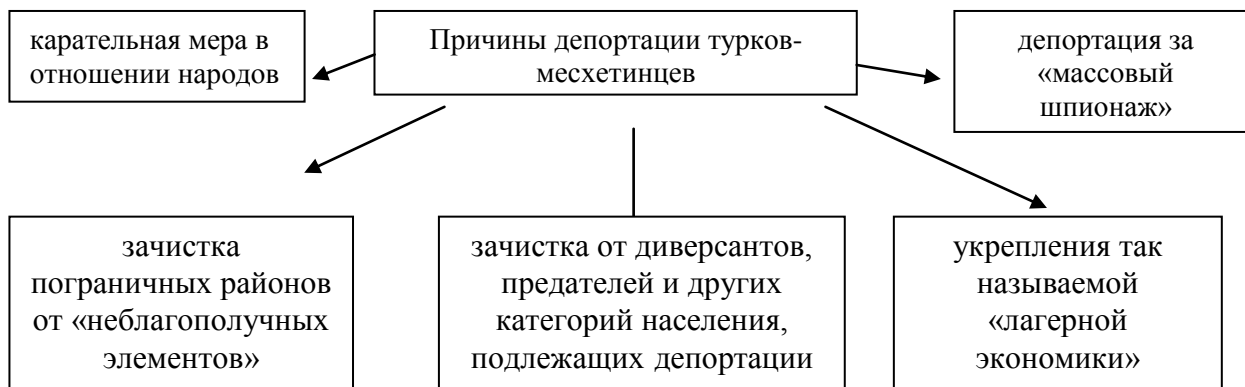 карательная мера в
отношении народов
Причины депортации турков-
месхетинцев
депортация за
«массовый
шпионаж»
зачистка
пограничных районов
от «неблагополучных
элементов»
зачистка от диверсантов,
предателей и других
категорий населения,
подлежащих депортации
укрепления так
называемой
«лагерной
экономики»